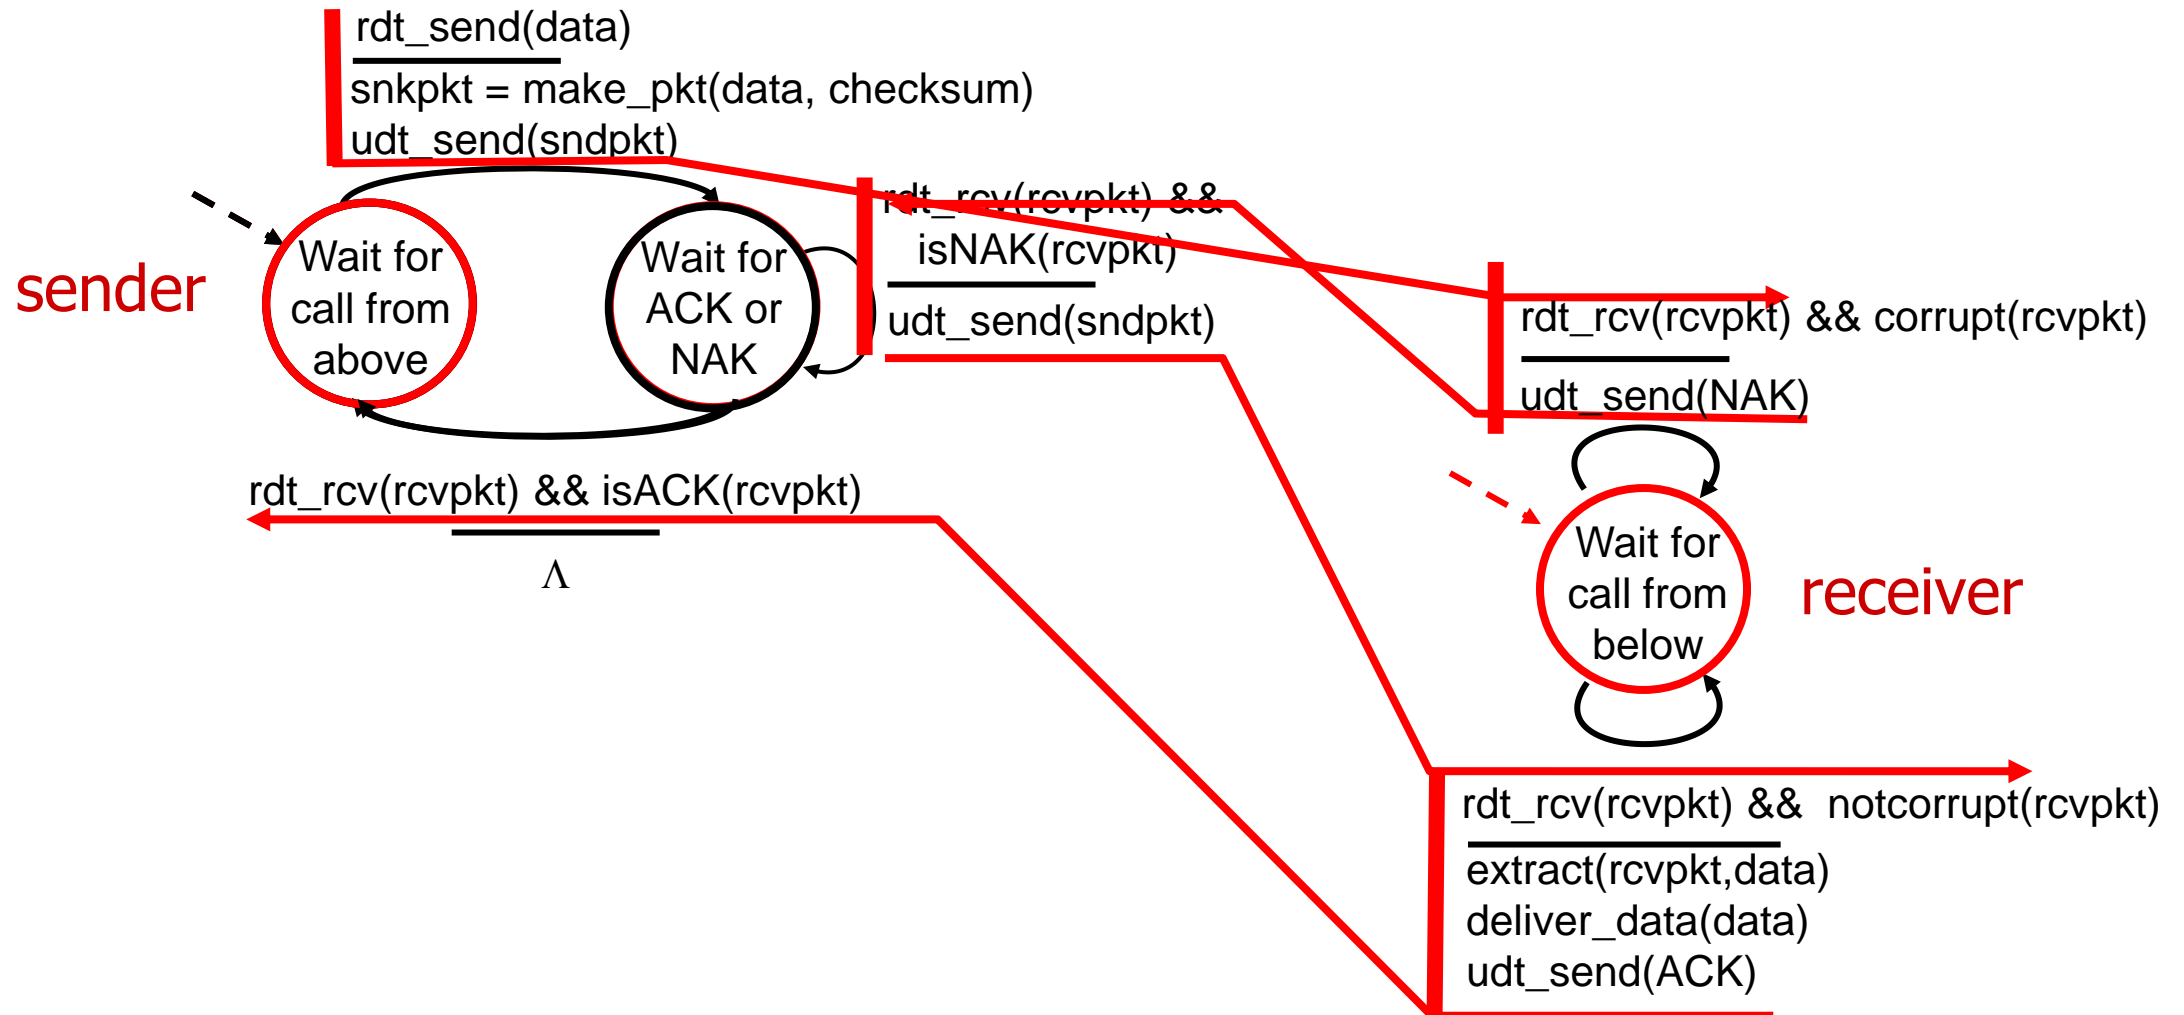 rdt_send(data)
snkpkt = make_pkt(data, checksum)
udt_send(sndpkt)
sender
Wait for
call from
above
Wait for
ACK or
NAK
rdt_rcv(rcvpkt) &&
isNAK(rcvpkt)
udt_send(sndpkt)
rdt_rcv(rcvpkt) && isACK(rcvpkt)
Λ
rdt_rcv(rcvpkt) && corrupt(rcvpkt)
udt_send(NAK)
Wait for
call from
below
receiver
rdt_rcv(rcvpkt) && notcorrupt(rcvpkt)
extract(rcvpkt,data)
deliver_data(data)
udt_send(ACK)